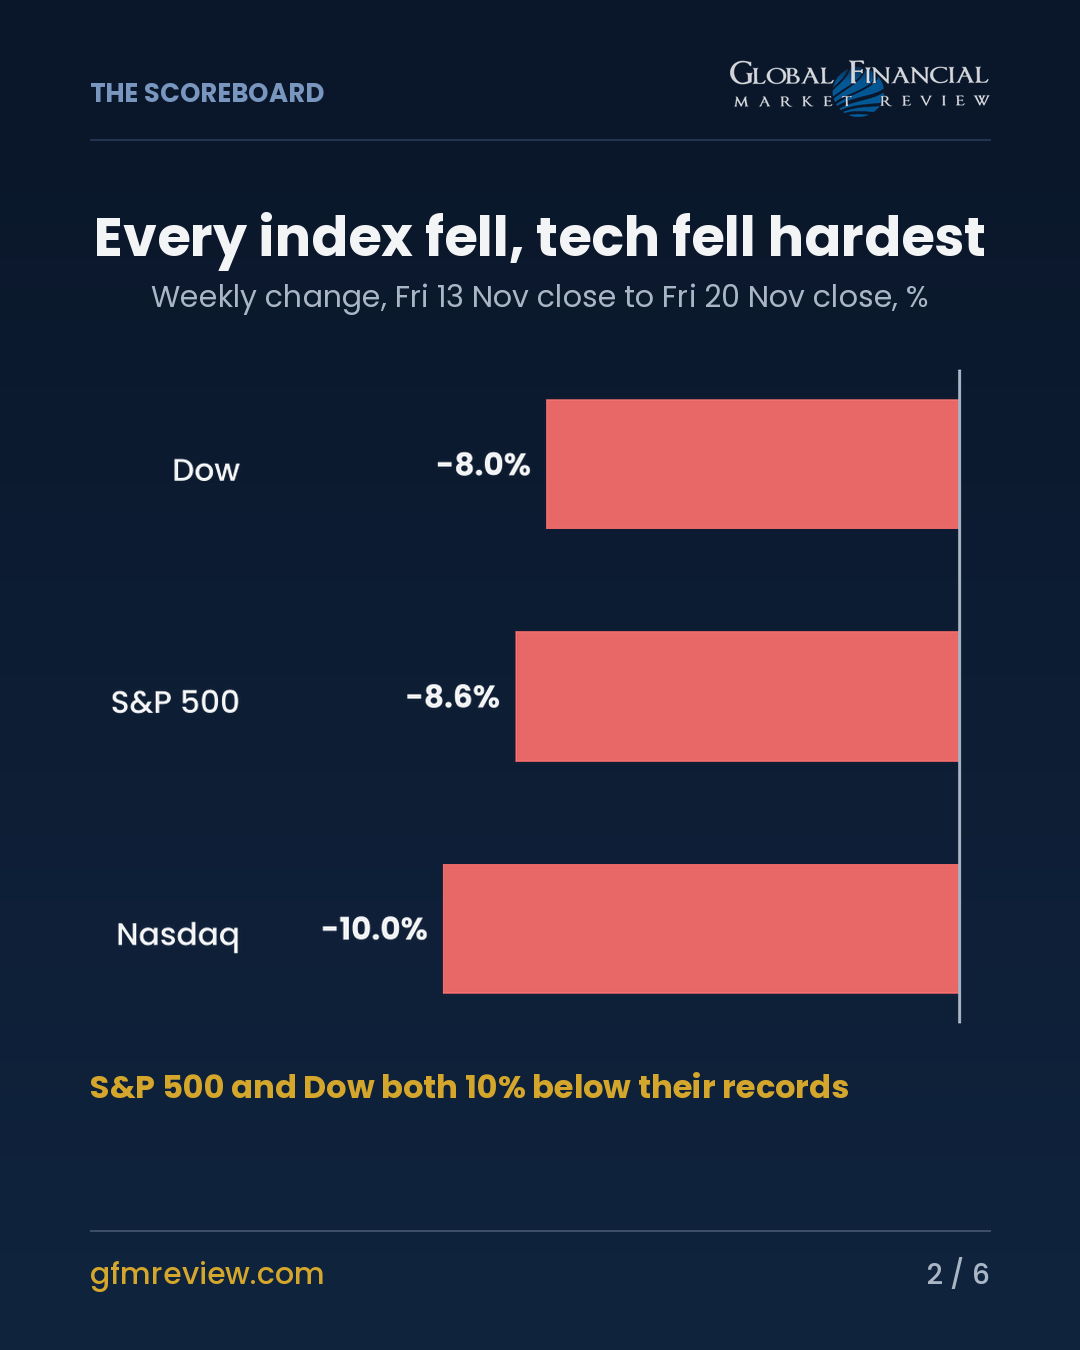 THE SCOREBOARD
GLOBAL FINANCIAL
MARKET REVIEW
Every index fell, tech fell hardest
Weekly change, Fri 13 Nov close to Fri 20 Nov close, %
Dow -8.0%
S&P 500 -8.6%
Nasdaq -10.0%
S&P 500 and Dow both 10% below their records
gfmreview.com
2 / 6